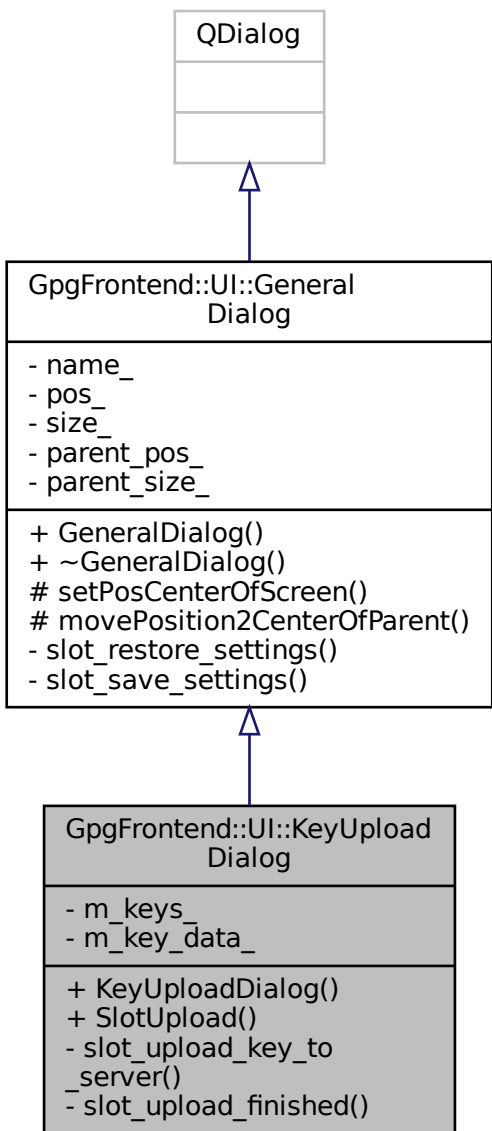 QDialog
GpgFrontend::UI::General
Dialog
- name_
- pos_
- size_
- parent_pos_
- parent_size_
+ GeneralDialog()
+ ~GeneralDialog()
# setPosCenterOfScreen()
# movePosition2CenterOfParent()
- slot_restore_settings()
- slot_save_settings()
GpgFrontend::UI::KeyUpload
Dialog
- m_keys_
- m_key_data_
+ KeyUploadDialog()
+ SlotUpload()
- slot_upload_key_to
_server()
- slot_upload_finished()